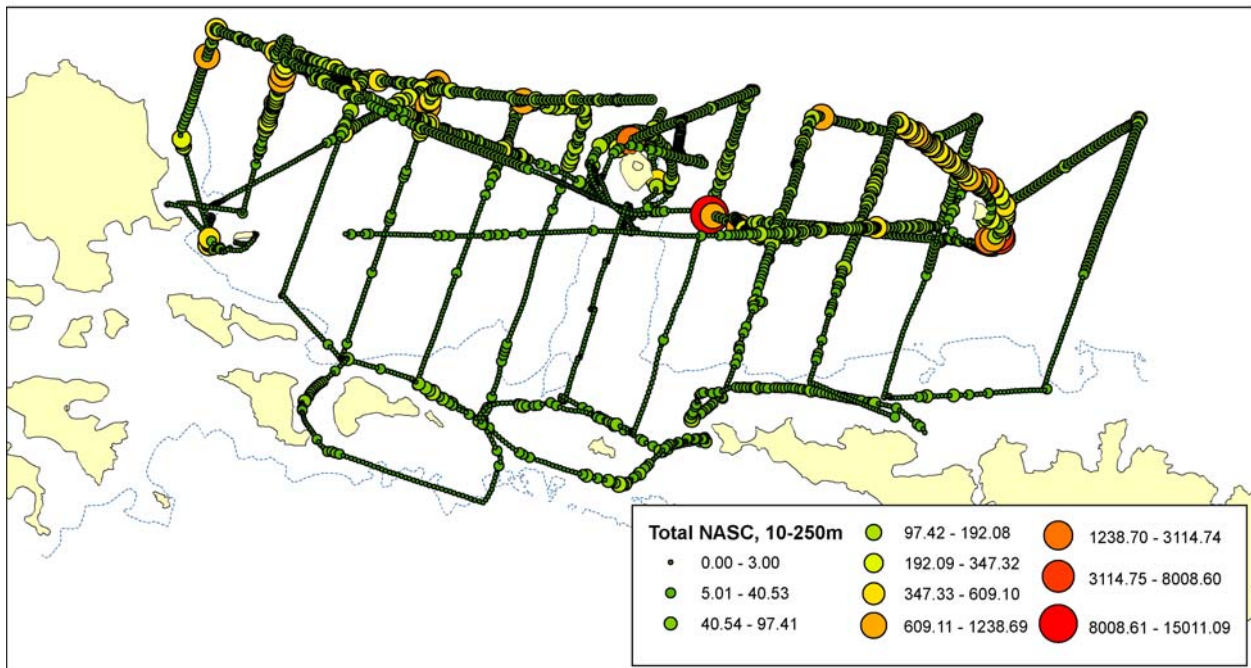 Total NASC, 10-250m
0.00 - 3.00
5.01 - 40.53
40.54 - 97.41
97.42 - 192.08
192.09 - 347.32
347.33 - 609.10
609.11 - 1238.69
1238.70 - 3114.74
3114.75 - 8008.60
8008.61 - 15011.09